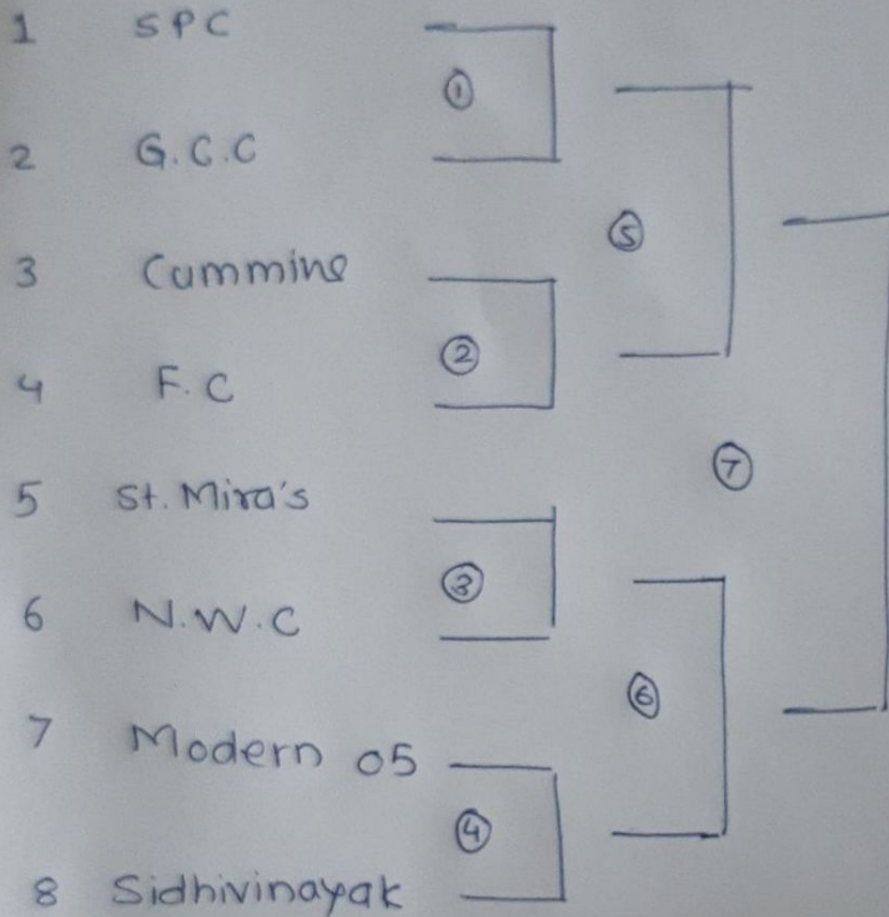 1 SPC
①
2 G.C.C
⑤
3 Cummins
②
4 F.C
⑦
5 St. Mira's
③
6 N.W.C
⑥
7 Modern 05
④
8 Sidhivinayak